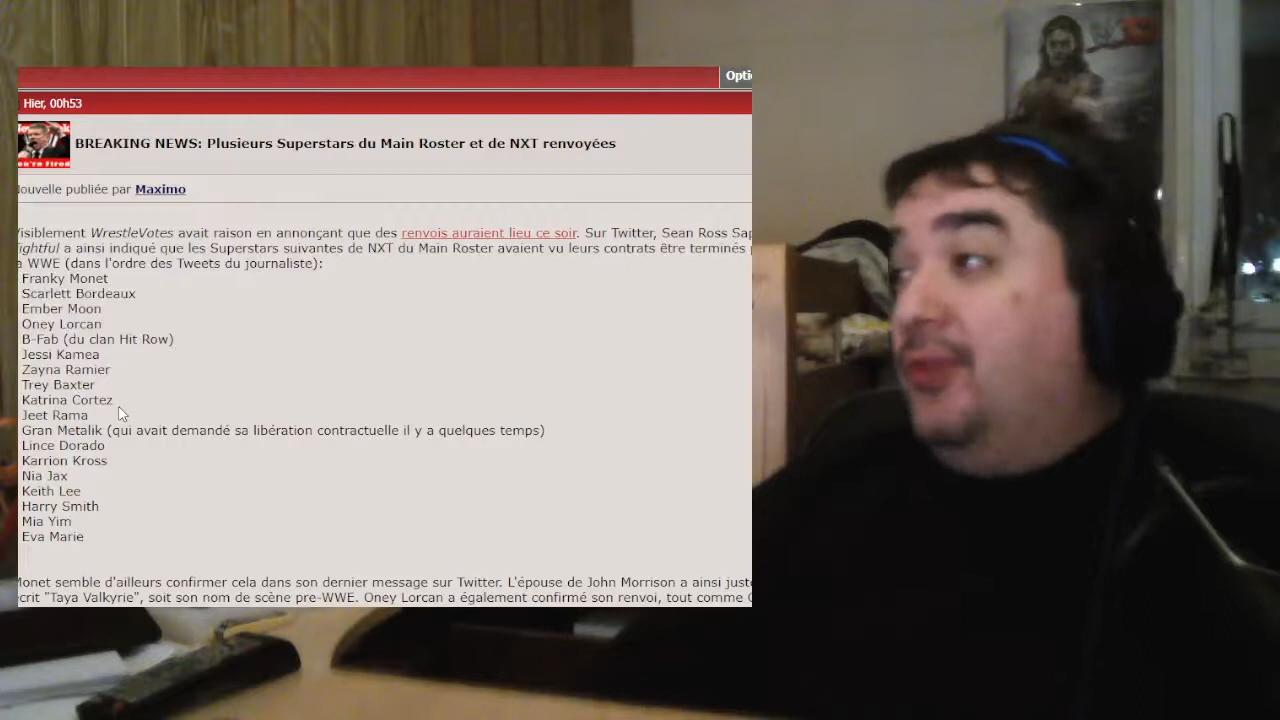 Hier, 00h53
BREAKING NEWS: Plusieurs Superstars du Main Roster et de NXT renvoyées
ouvelle publiée par Maximo
isiblement WrestleVotes avait raison en annonçant que des renvois auraient lieu ce soir. Sur Twitter, Sean Ross Sap
ightful a ainsi indiqué que les Superstars suivantes de NXT du Main Roster avaient vu leurs contrats être terminés p
a WWE (dans l'ordre des Tweets du journaliste):
Franky Monet
Scarlett Bordeaux
Ember Moon
Oney Lorcan
B-Fab (du clan Hit Row)
Jessi Kamea
Zayna Ramier
Trey Baxter
Katrina Cortez
Jeet Rama
Gran Metalik (qui avait demandé sa libération contractuelle il y a quelques temps)
Lince Dorado
Karrion Kross
Nia Jax
Keith Lee
Harry Smith
Mia Yim
Eva Marie
Monet semble d'ailleurs confirmer cela dans son dernier message sur Twitter. L'épouse de John Morrison a ainsi just
crit "Taya Valkyrie", soit son nom de scène pre-WWE. Oney Lorcan a également confirmé son renvoi, tout comme